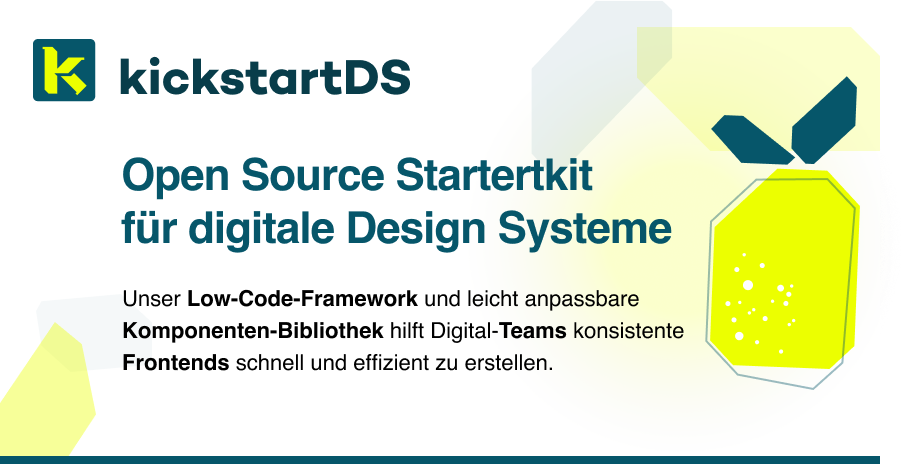 k
kickstartDS
Open Source Startertkit
für digitale Design Systeme
Unser Low-Code-Framework und leicht anpassbare
Komponenten-Bibliothek hilft Digital-Teams konsistente
Frontends schnell und effizient zu erstellen.